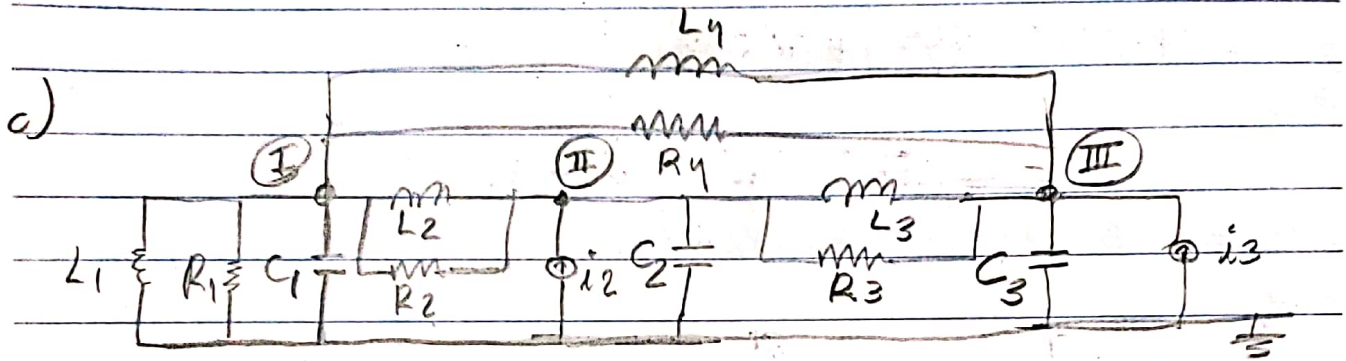 L4
c)
R4
I II III
L2 L3
L1 R1 C1 R2 i2 C2 R3 C3 i3